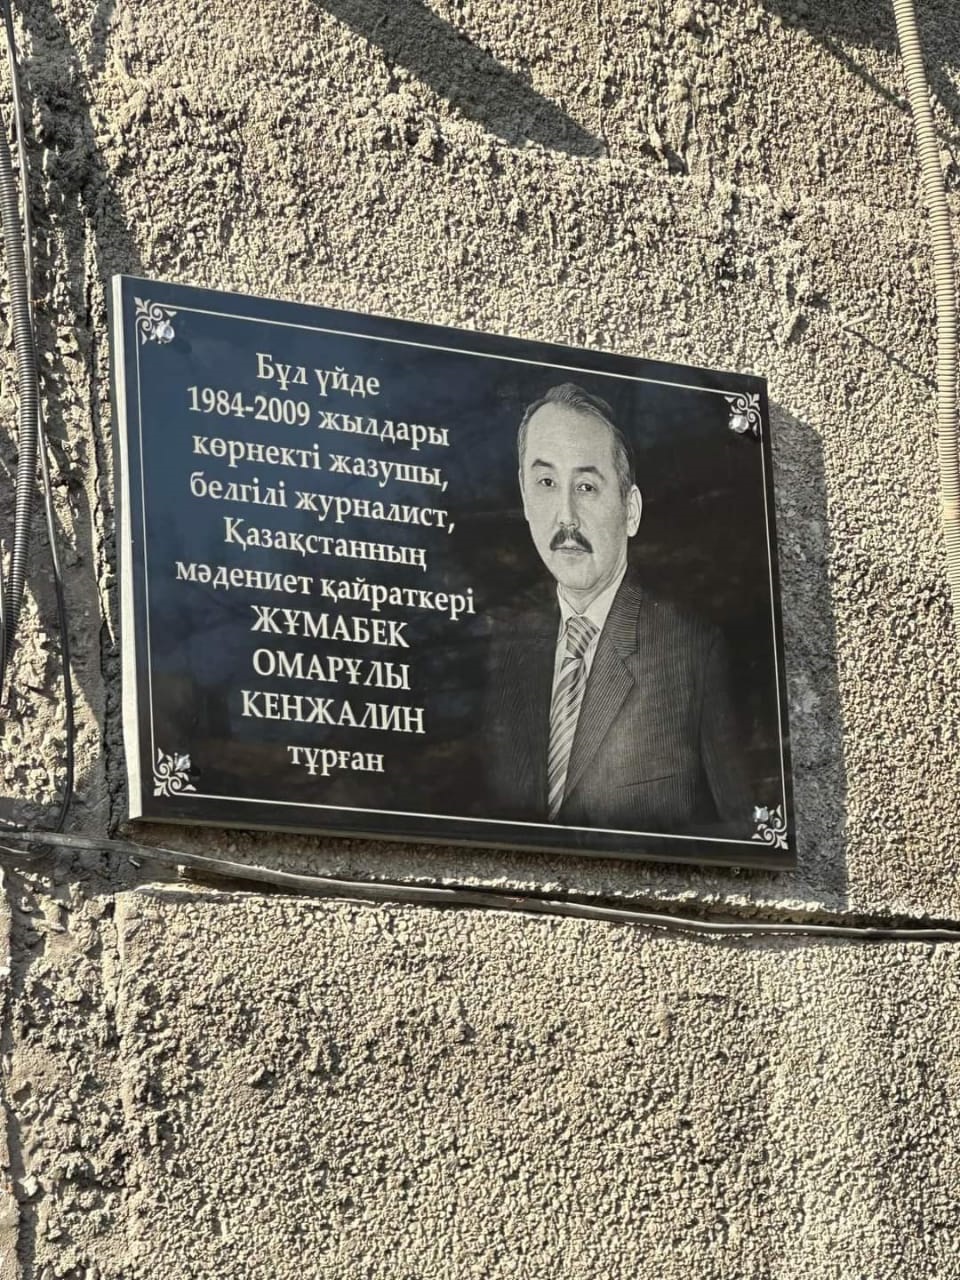 Бұл үйде
1984-2009 жылдары
көрнекті жазушы,
белгілі журналист,
Қазақстанның
мәдениет қайраткері
ЖҰМАБЕК
ОМАРҰЛЫ
КЕНЖАЛИН
тұрған